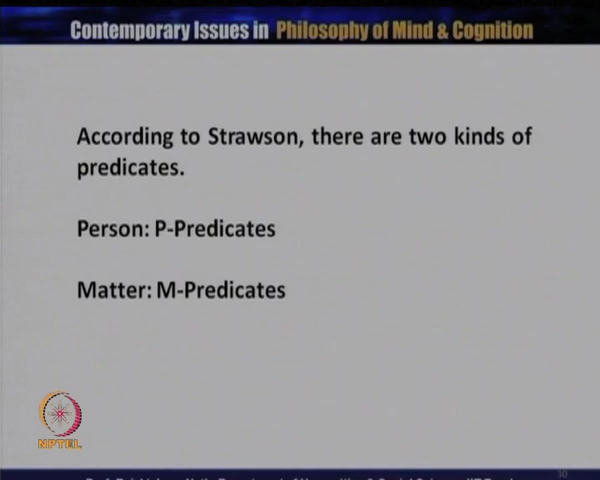 Contemporary Issues in Philosophy of Mind & Cognition
According to Strawson, there are two kinds of
predicates.
Person: P-Predicates
Matter: M-Predicates
NPTEL
30